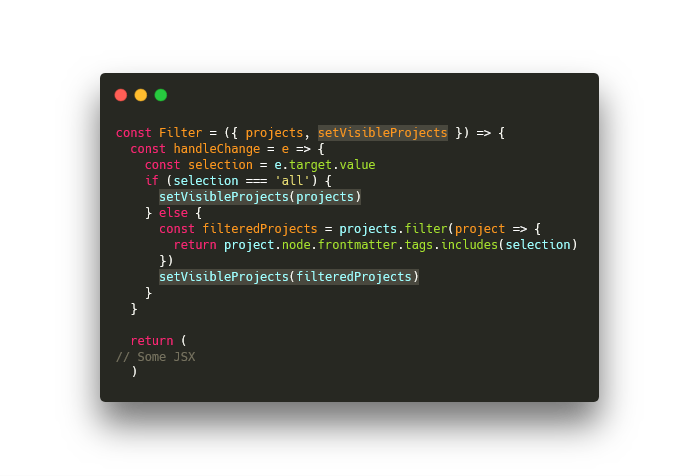 const Filter = ({ projects, setVisibleProjects }) => {
  const handleChange = e => {
    const selection = e.target.value
    if (selection === 'all') {
      setVisibleProjects(projects)
    } else {
      const filteredProjects = projects.filter(project => {
        return project.node.frontmatter.tags.includes(selection)
      })
      setVisibleProjects(filteredProjects)
    }
  }

  return (
// Some JSX
  )